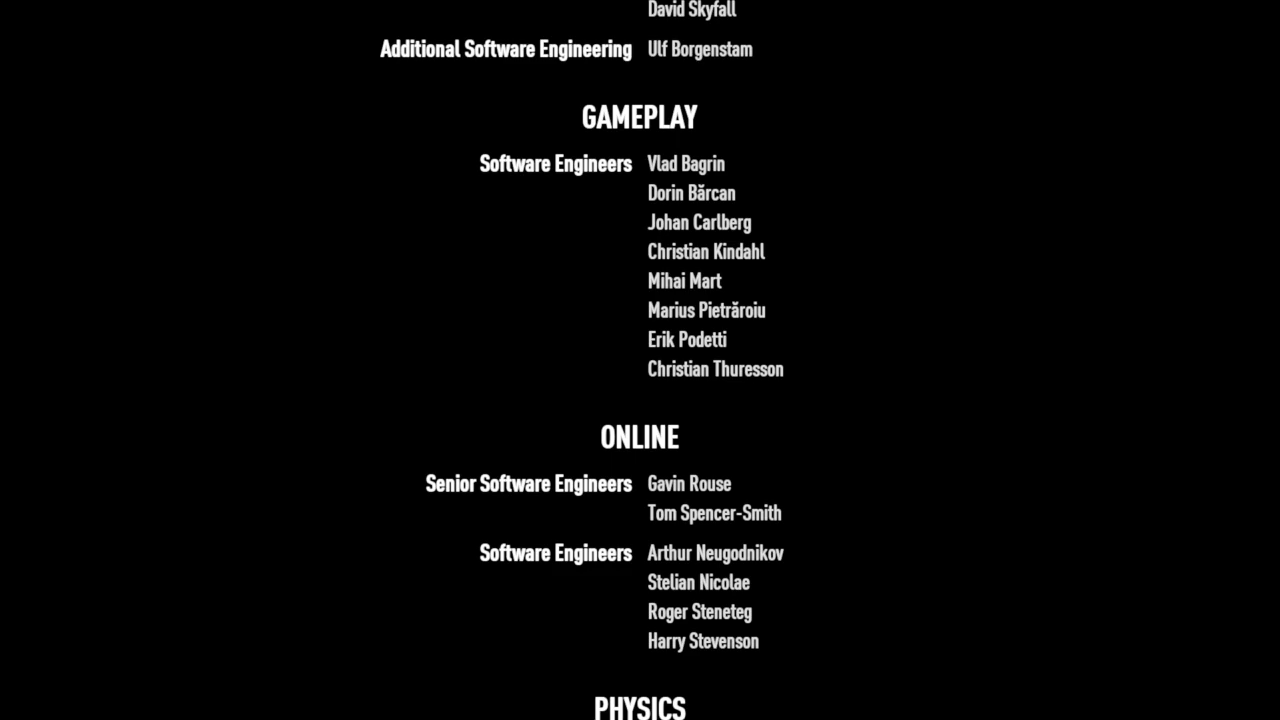 David Skyfall
Additional Software Engineering Ulf Borgenstam
GAMEPLAY
Software Engineers Vlad Bagrin
Dorin Bărcan
Johan Carlberg
Christian Kindahl
Mihai Mart
Marius Pietrăroiu
Erik Podetti
Christian Thuresson
ONLINE
Senior Software Engineers Gavin Rouse
Tom Spencer-Smith
Software Engineers Arthur Neugodnikov
Stelian Nicolae
Roger Steneteg
Harry Stevenson
PHYSICS